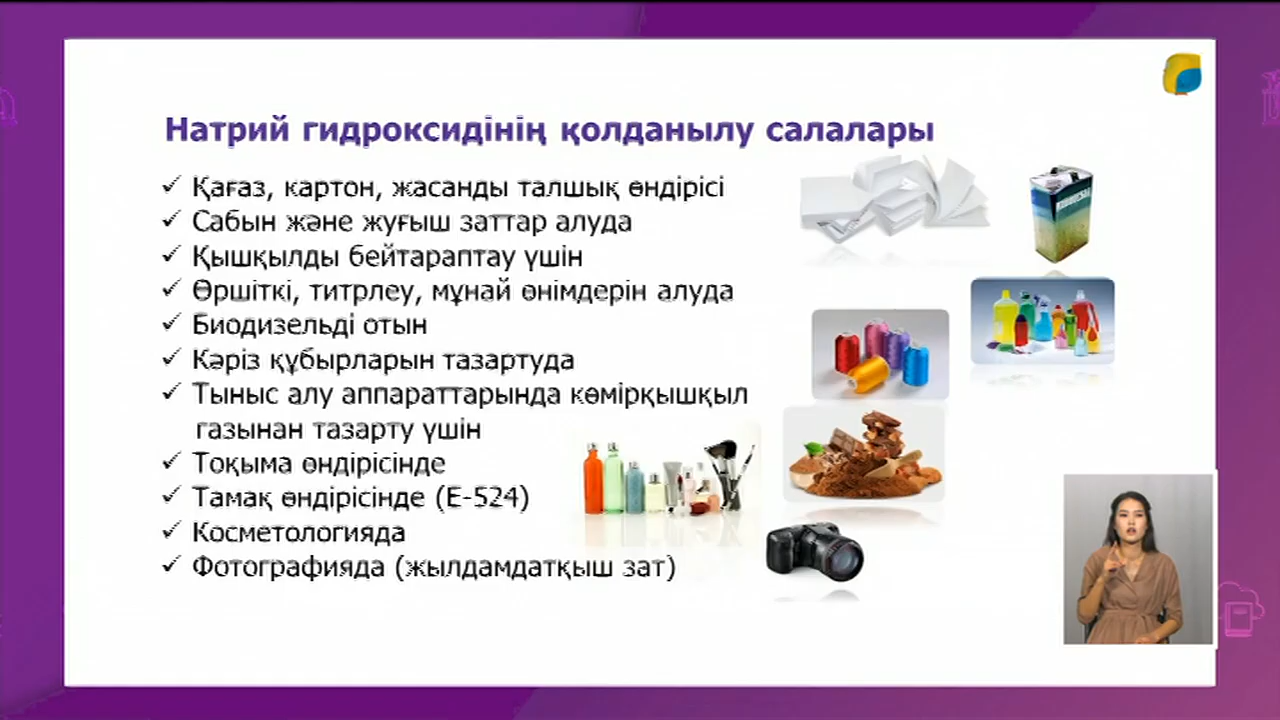 Натрий гидроксидінің қолданылу салалары
✓ Қағаз, картон, жасанды талшық өндірісі
✓ Сабын және жуғыш заттар алуда
✓ Қышқылды бейтараптау үшін
✓ Өршіткі, титрлеу, мұнай өнімдерін алуда
✓ Биодизельді отын
✓ Кәріз құбырларын тазартуда
✓ Тыныс алу аппараттарында көмірқышқыл
газынан тазарту үшін
✓ Тоқыма өндірісінде
✓ Тамақ өндірісінде (Е-524)
✓ Косметологияда
✓ Фотографияда (жылдамдатқыш зат)